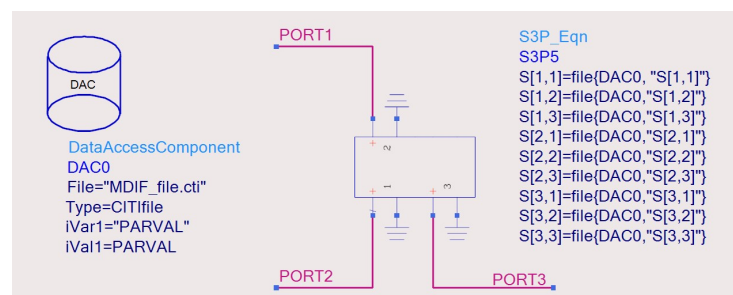 PORT1
DAC
DataAccessComponent
DAC0
File="MDIF_file.cti"
Type=CITIfile
iVar1="PARVAL"
iVal1=PARVAL
+ 2
+ 1 + 3
PORT2
PORT3
S3P_Eqn
S3P5
S[1,1]=file{DAC0, "S[1,1]"}
S[1,2]=file{DAC0,"S[1,2]"}
S[1,3]=file{DAC0,"S[1,3]"}
S[2,1]=file{DAC0,"S[2,1]"}
S[2,2]=file{DAC0,"S[2,2]"}
S[2,3]=file{DAC0,"S[2,3]"}
S[3,1]=file{DAC0,"S[3,1]"}
S[3,2]=file{DAC0,"S[3,2]"}
S[3,3]=file{DAC0,"S[3,3]"}